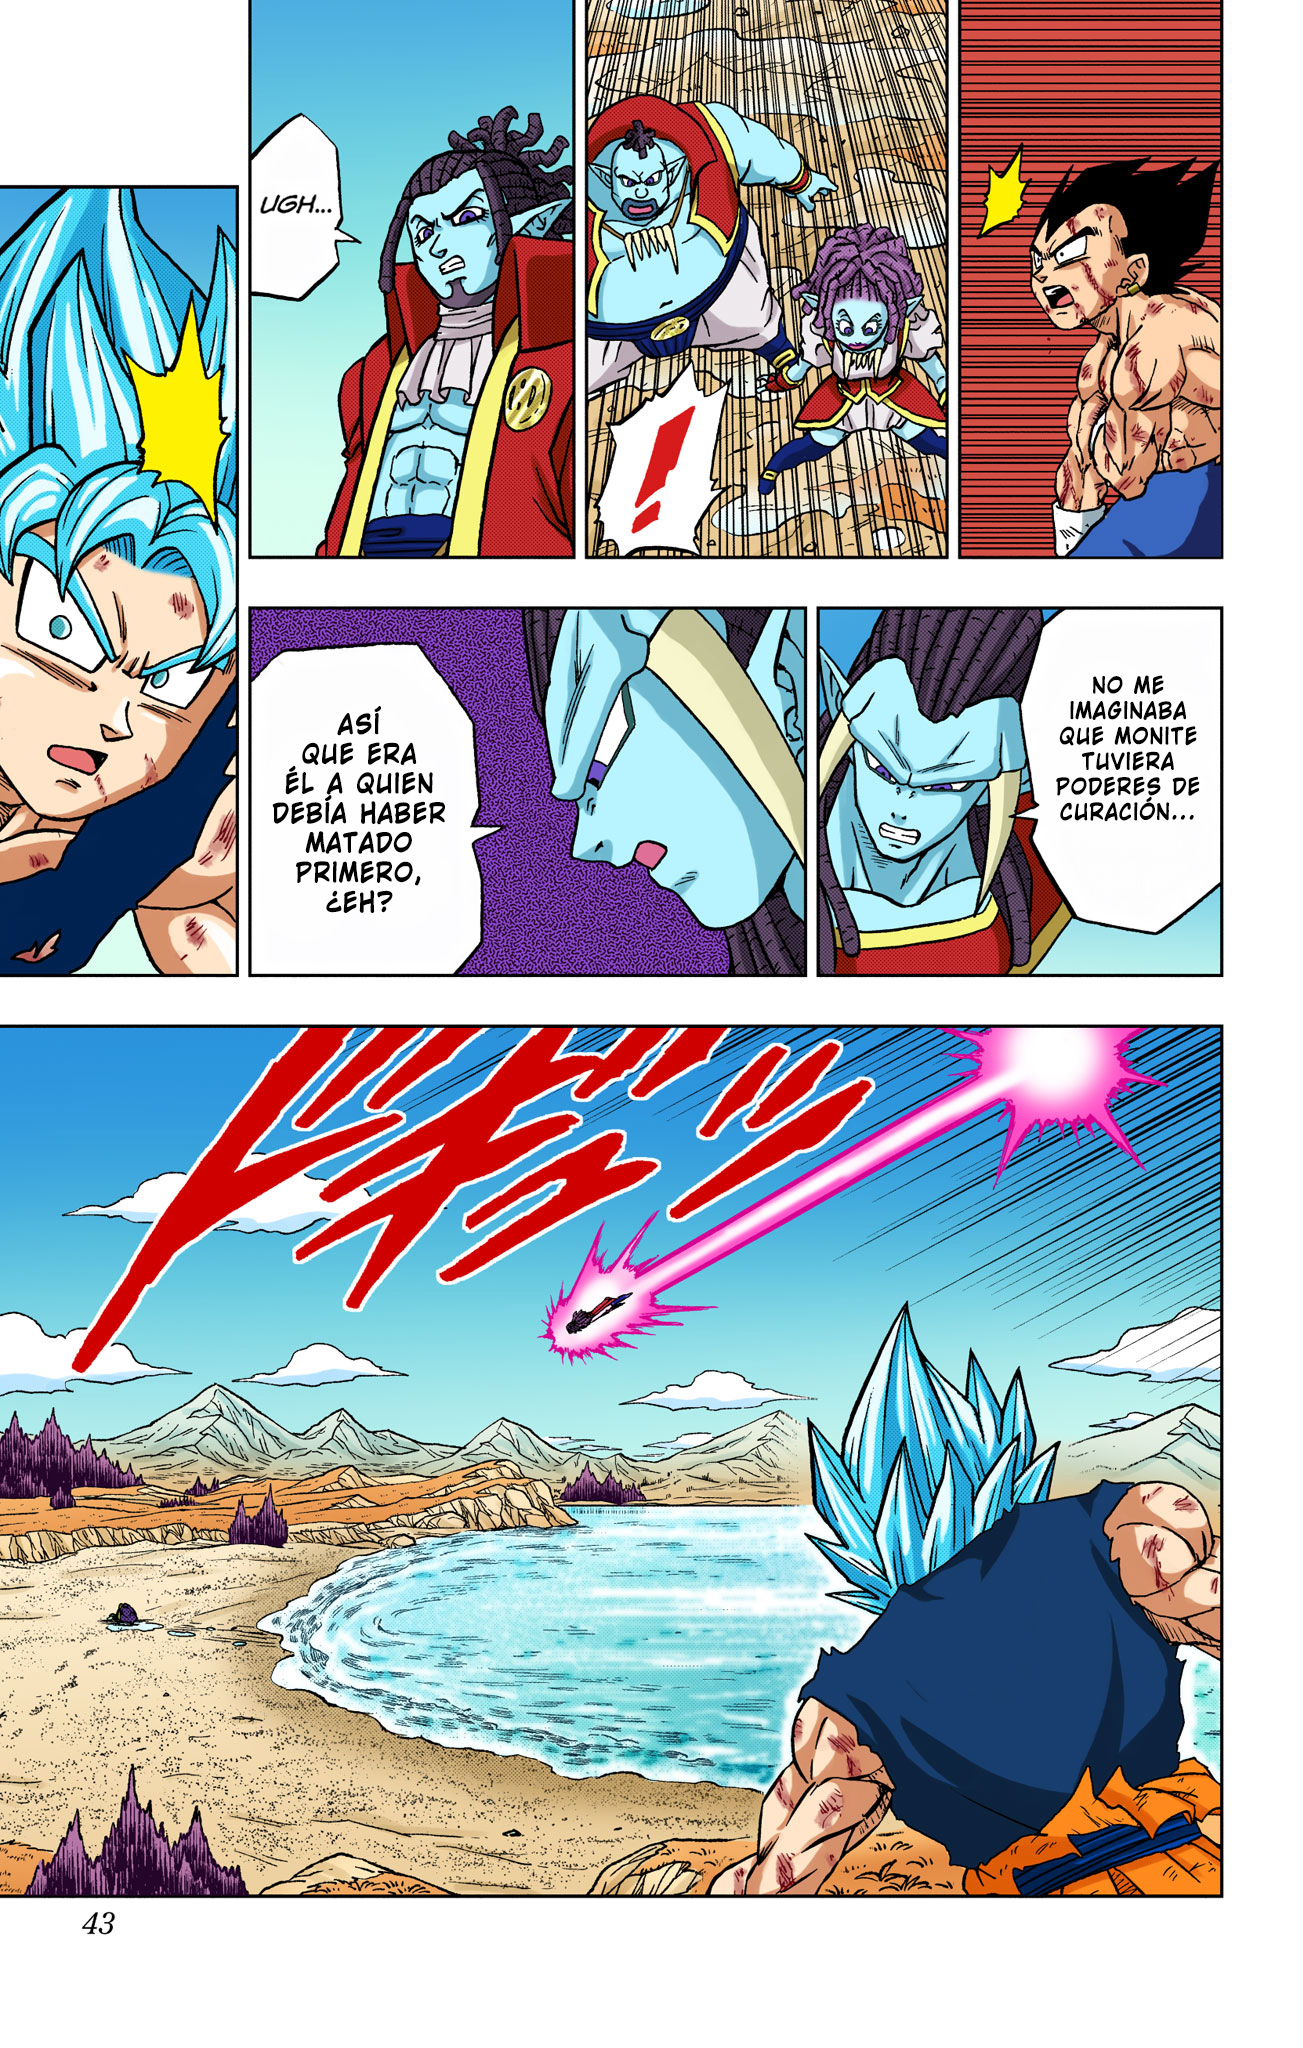 !
UGH...
NO ME
IMAGINABA
QUE MONITE
TUVIERA
PODERES DE
CURACIÓN...
ASÍ
QUE ERA
ÉL A QUIEN
DEBÍA HABER
MATADO
PRIMERO,
¿EH?
43